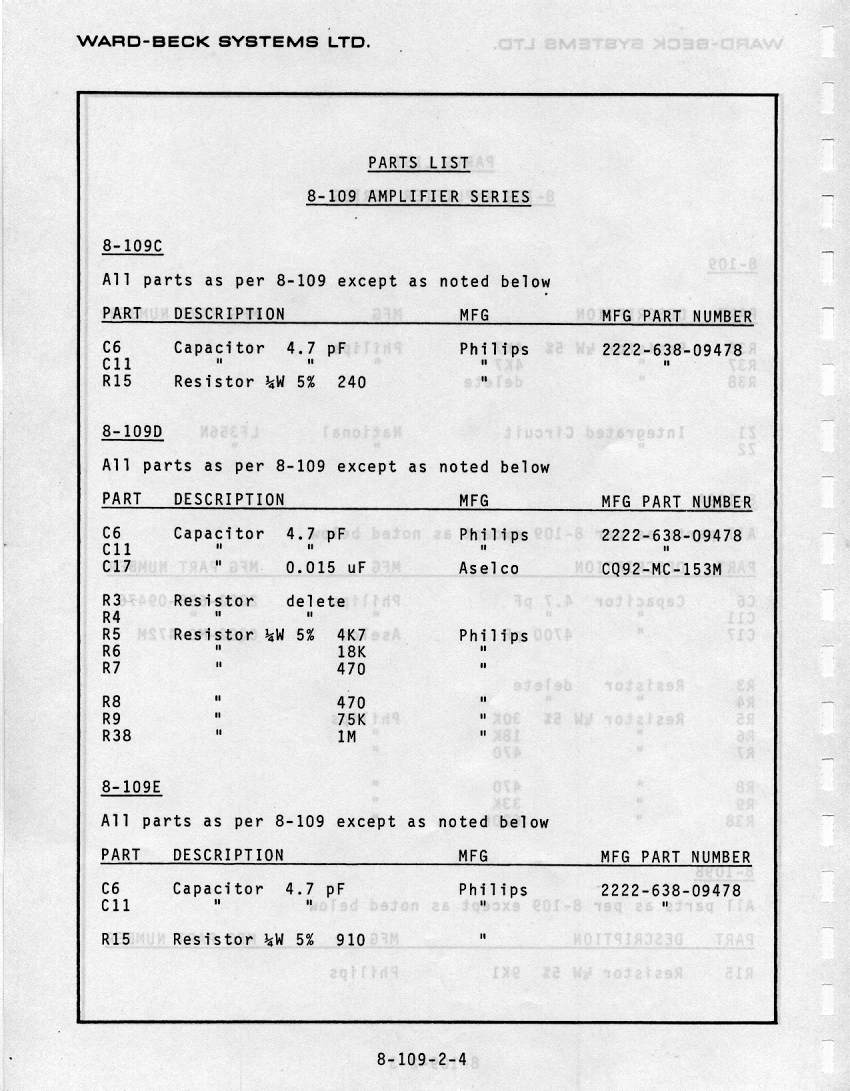 WARD-BECK SYSTEMS LTD.
PARTS LIST
8-109 AMPLIFIER SERIES
8-109C
All parts as per 8-109 except as noted below
PART DESCRIPTION MFG MFG PART NUMBER
C6 Capacitor 4.7 pF Philips 2222-638-09478
C11 " " " "
R15 Resistor ¼W 5% 240 "
8-109D
All parts as per 8-109 except as noted below
PART DESCRIPTION MFG MFG PART NUMBER
C6 Capacitor 4.7 pF Philips 2222-638-09478
C11 " " " "
C17 " 0.015 uF Aselco CQ92-MC-153M
R3 Resistor delete
R4 " "
R5 Resistor ¼W 5% 4K7 Philips
R6 " 18K "
R7 " 470 "
R8 " 470 "
R9 " 75K "
R38 " 1M "
8-109E
All parts as per 8-109 except as noted below
PART DESCRIPTION MFG MFG PART NUMBER
C6 Capacitor 4.7 pF Philips 2222-638-09478
C11 " " " "
R15 Resistor ¼W 5% 910 "
8-109-2-4